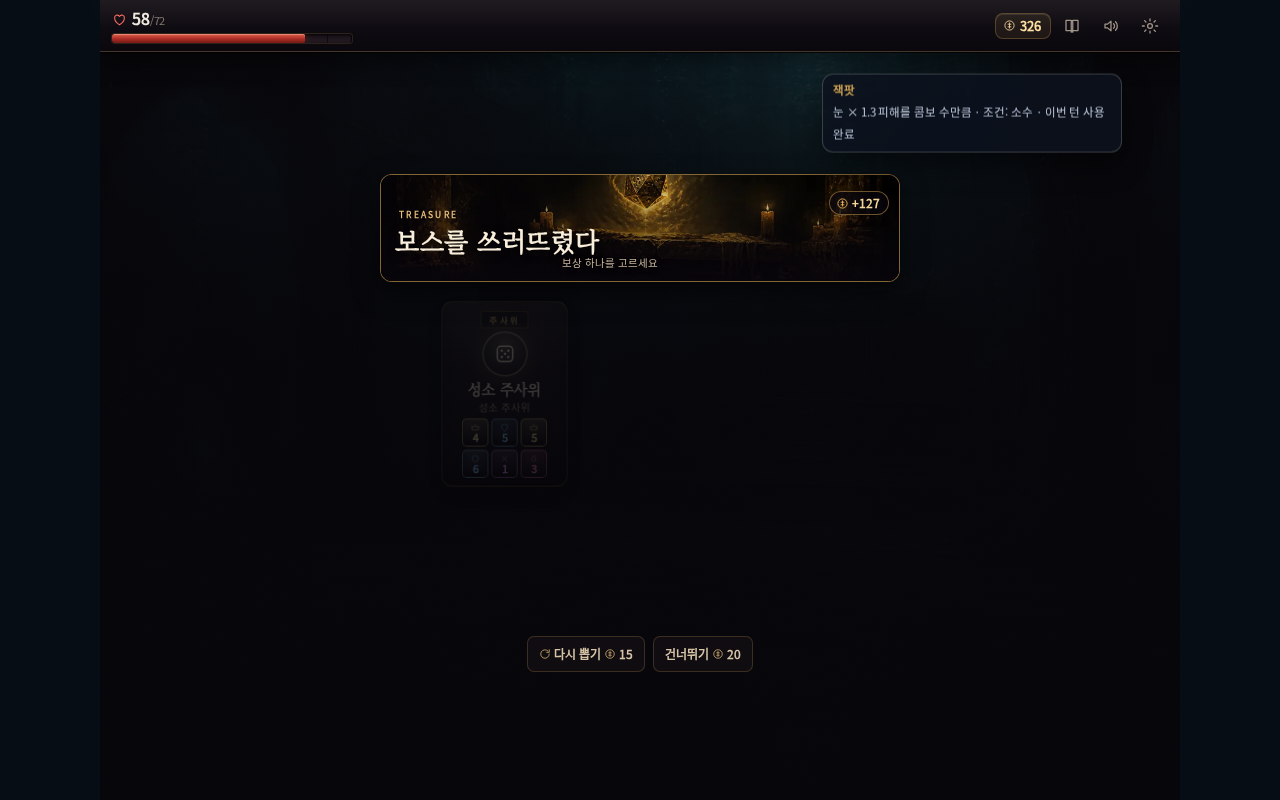 58/72
326
잭팟
눈 × 1.3피해를 콤보 수만큼 · 조건: 소수 · 이번 턴 사용
완료
+127
TREASURE
보스를 쓰러뜨렸다
보상 하나를 고르세요
주사위
성소 주사위
성소 주사위
4 5 5
6 1 3
다시 뽑기 15
건너뛰기 20